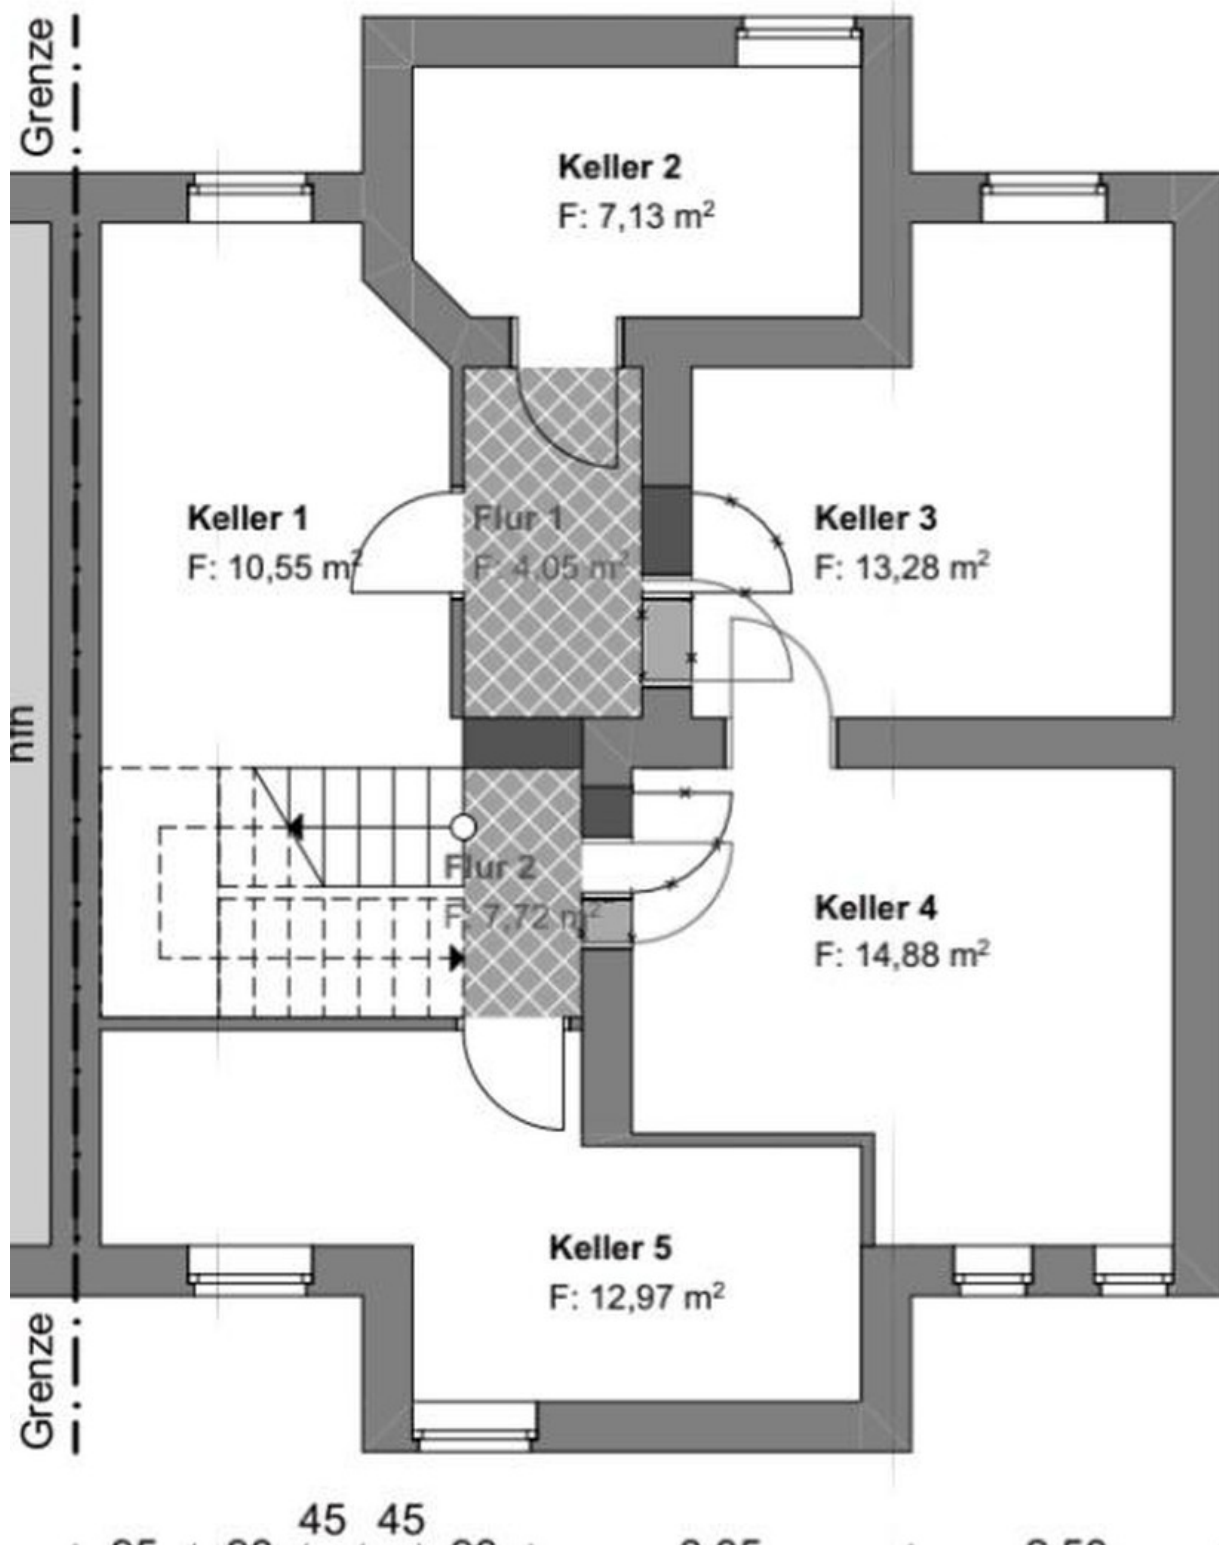 Grenze
Keller 2
F: 7,13 m²
Keller 1
F: 10,55 m²
Flur 1
F: 4,05 m²
Keller 3
F: 13,28 m²
Flur 2
F: 7,72 m²
Keller 4
F: 14,88 m²
Keller 5
F: 12,97 m²
Grenze
45 45